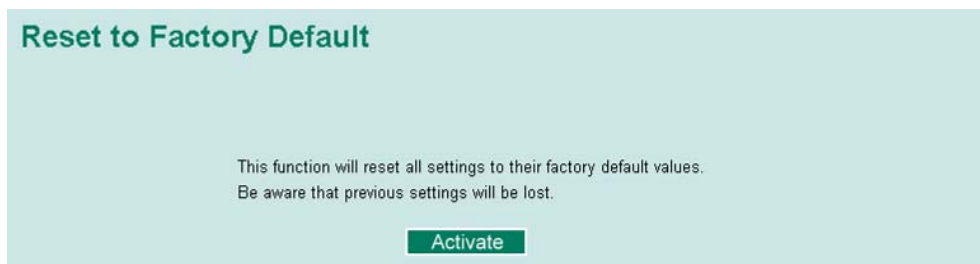 Reset to Factory Default
This function will reset all settings to their factory default values.
Be aware that previous settings will be lost.
Activate